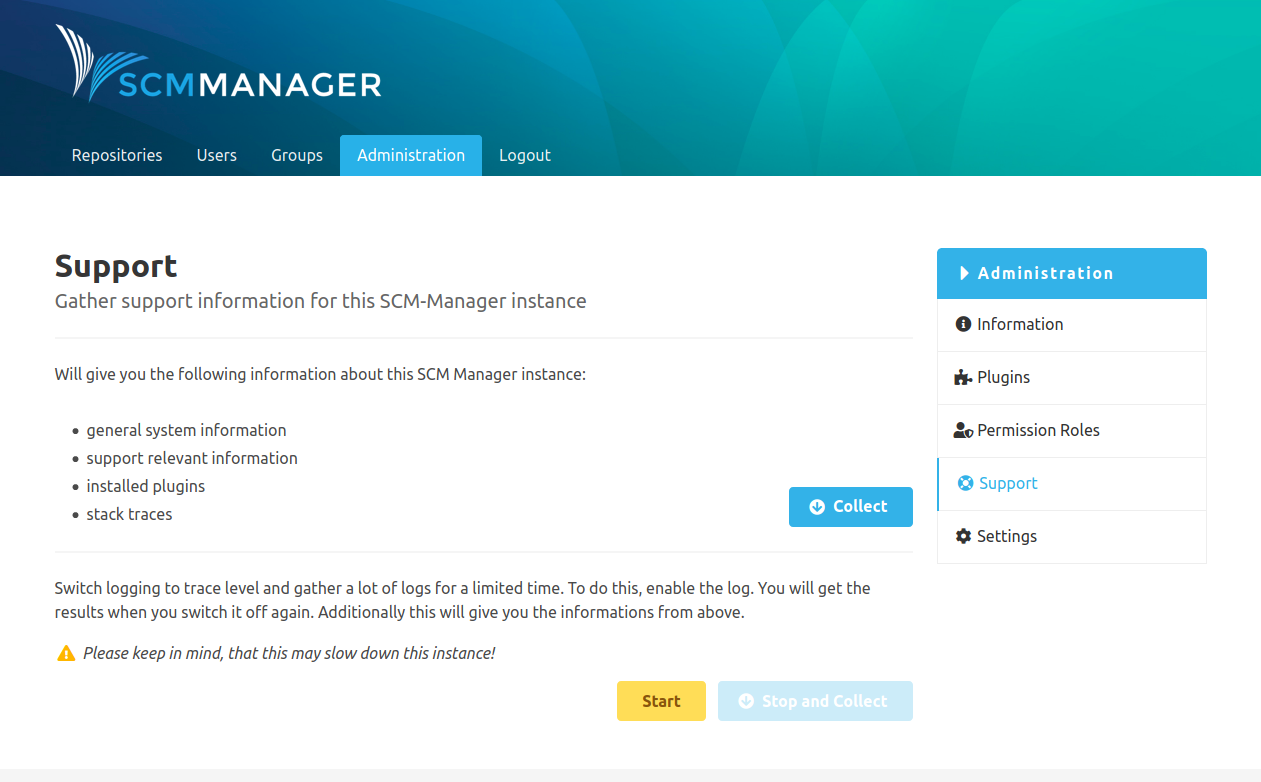 SCMMANAGER
Repositories Users Groups Administration Logout
Support
Gather support information for this SCM-Manager instance
Will give you the following information about this SCM Manager instance:
general system information
support relevant information
installed plugins
stack traces
Collect
Switch logging to trace level and gather a lot of logs for a limited time. To do this, enable the log. You will get the
results when you switch it off again. Additionally this will give you the informations from above.
Please keep in mind, that this may slow down this instance!
Start
Stop and Collect
Administration
Information
Plugins
Permission Roles
Support
Settings